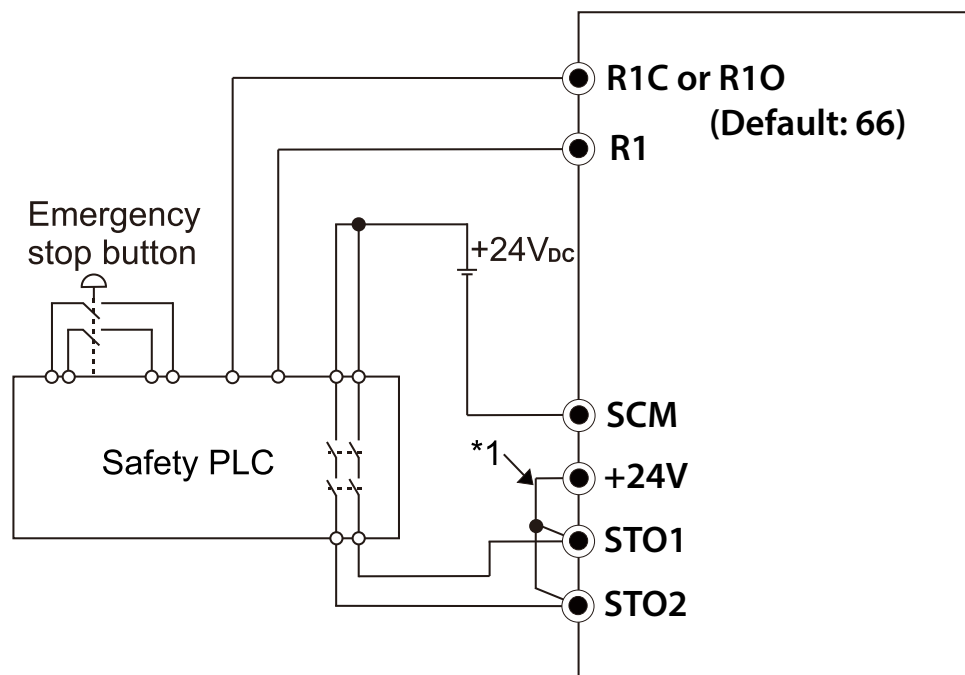 R1C or R1O
(Default: 66)
R1
Emergency
stop button
+24VDC
SCM
*1
+24V
Safety PLC
STO1
STO2